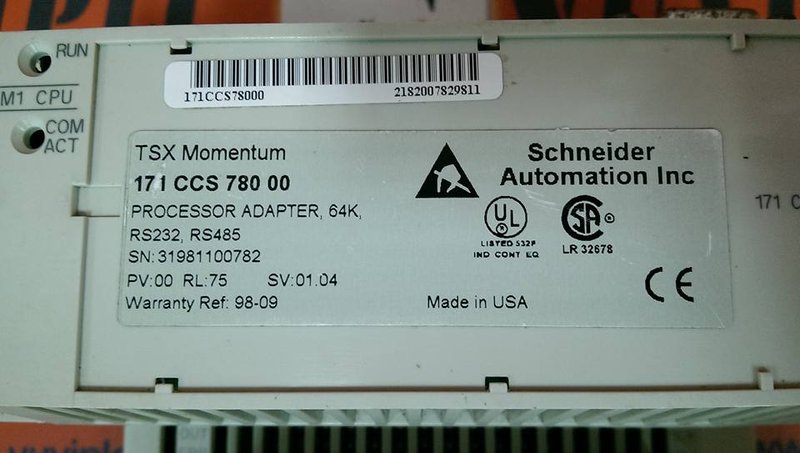 RUN
M1 CPU
COM
ACT
171CCS78000 2182007829811
TSX Momentum
171 CCS 780 00
PROCESSOR ADAPTER, 64K,
RS232, RS485
SN: 31981100782
PV:00 RL:75 SV:01.04
Warranty Ref: 98-09
Schneider
Automation Inc
UL
LISTED 532F
IND CONT EQ
SA
LR 32678
CE
Made in USA
171 C